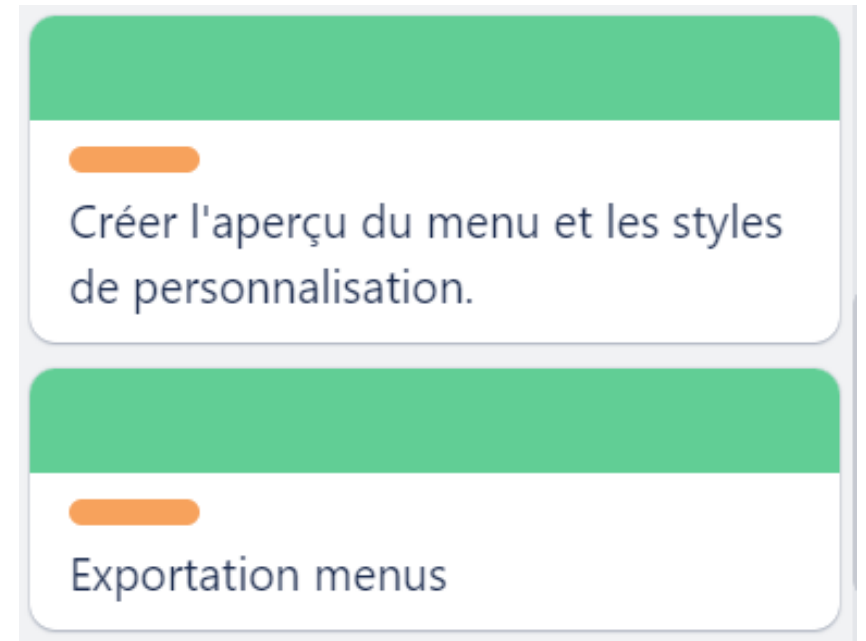 Créer l'aperçu du menu et les styles
de personnalisation.
Exportation menus